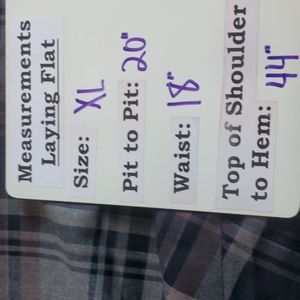 Measurements
Laying Flat
Size: XL
Pit to Pit: 20"
Waist: 18"
Top of Shoulder
to Hem: 44"